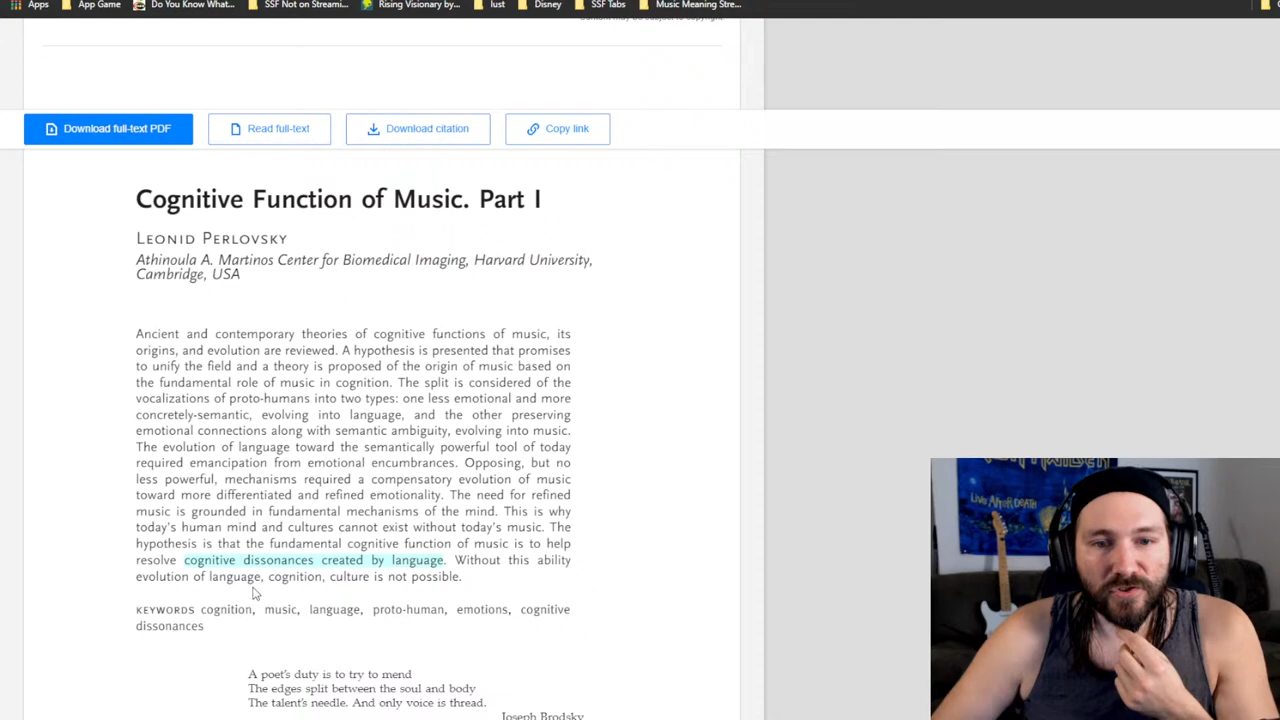 Apps App Game Do You Know What... SSF Not on Streami... Rising Visionary by... lust Disney SSF Tabs Music Meaning Stre...
Content may be subject to copyright.
Download full-text PDF Read full-text Download citation Copy link
Cognitive Function of Music. Part I
Leonid Perlovsky
Athinoula A. Martinos Center for Biomedical Imaging, Harvard University,
Cambridge, USA
Ancient and contemporary theories of cognitive functions of music, its
origins, and evolution are reviewed. A hypothesis is presented that promises
to unify the field and a theory is proposed of the origin of music based on
the fundamental role of music in cognition. The split is considered of the
vocalizations of proto-humans into two types: one less emotional and more
concretely-semantic, evolving into language, and the other preserving
emotional connections along with semantic ambiguity, evolving into music.
The evolution of language toward the semantically powerful tool of today
required emancipation from emotional encumbrances. Opposing, but no
less powerful, mechanisms required a compensatory evolution of music
toward more differentiated and refined emotionality. The need for refined
music is grounded in fundamental mechanisms of the mind. This is why
today's human mind and cultures cannot exist without today's music. The
hypothesis is that the fundamental cognitive function of music is to help
resolve cognitive dissonances created by language. Without this ability
evolution of language, cognition, culture is not possible.
KEYWORDS cognition, music, language, proto-human, emotions, cognitive
dissonances
A poet's duty is to try to mend
The edges split between the soul and body
The talent's needle. And only voice is thread.
Joseph Brodsky
LIVE AFTER DEATH